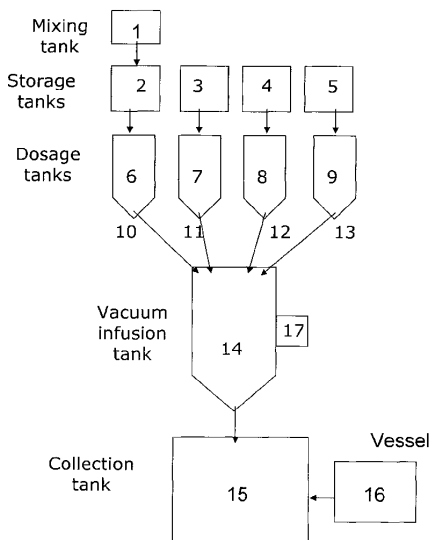 Mixing
tank
1
Storage
tanks
2 3 4 5
Dosage
tanks
6 7 8 9
10 11 12 13
Vacuum
infusion
tank
14
17
Vessel
Collection
tank
15
16